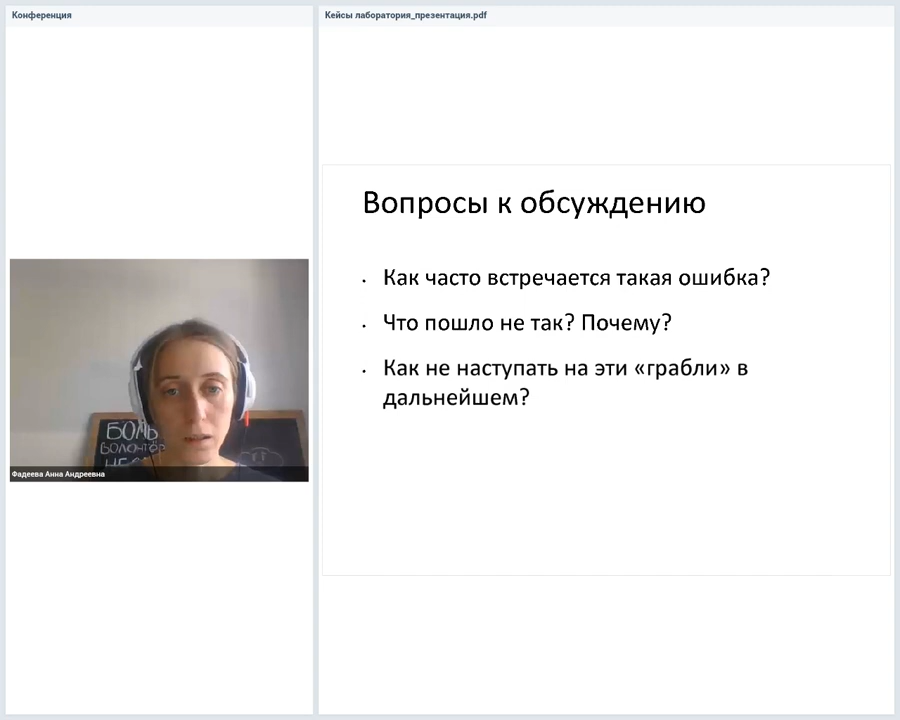 Конференция
Кейсы лаборатория_презентация.pdf
Вопросы к обсуждению
Как часто встречается такая ошибка?
Что пошло не так? Почему?
Как не наступать на эти «грабли» в
дальнейшем?
БОЛЬ
Фадеева Анна Андреевна